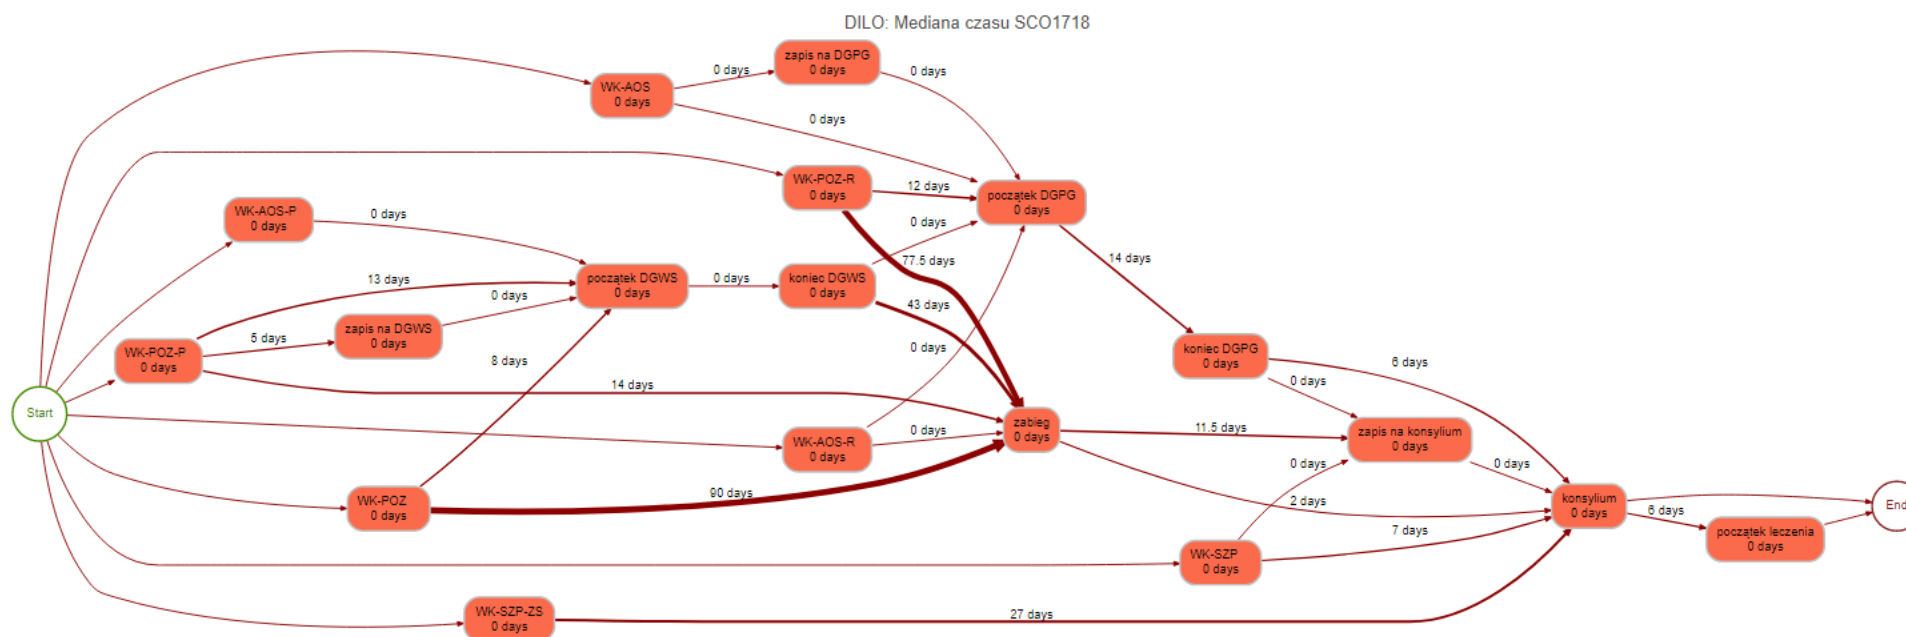 DILO: Mediana czasu SCO1718
zapis na DGPG
0 days
WK-AOS
0 days
0 days
0 days
0 days
WK-POZ-R
0 days
12 days
początek DGPG
0 days
WK-AOS-P
0 days
0 days
0 days
77.5 days
14 days
13 days
początek DGWS
0 days
0 days
koniec DGWS
0 days
0 days
43 days
zapis na DGWS
0 days
WK-POZ-P
0 days
5 days
8 days
0 days
koniec DGPG
0 days
6 days
0 days
14 days
Start
zabieg
0 days
11.5 days
zapis na konsylium
0 days
WK-AOS-R
0 days
0 days
0 days
0 days
90 days
WK-POZ
0 days
2 days
konsylium
0 days
6 days
End
7 days
początek leczenia
0 days
WK-SZP
0 days
WK-SZP-ZS
0 days
27 days